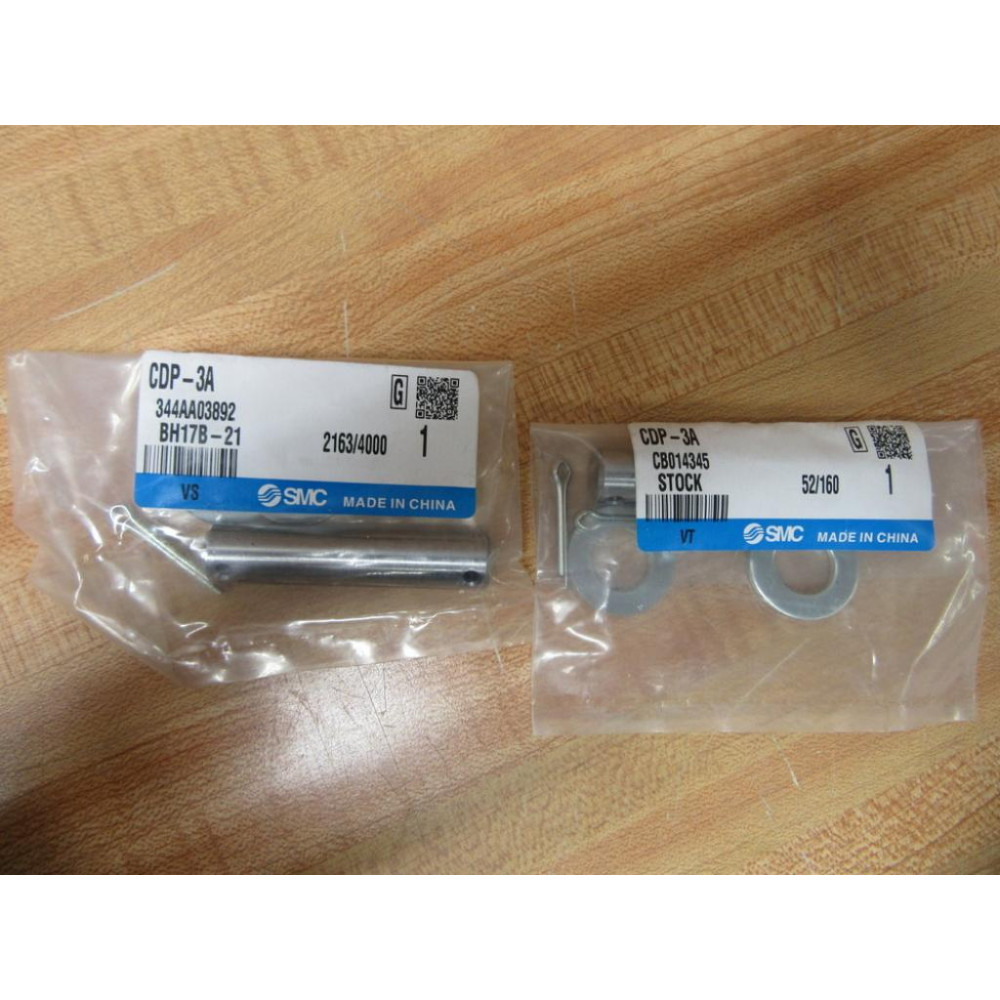 CDP-3A
G
344AA03892
BH17B-21
2163/4000
1
VS
SMC MADE IN CHINA
CDP-3A
G
CB014345
STOCK
52/160
1
VT
SMC MADE IN CHINA